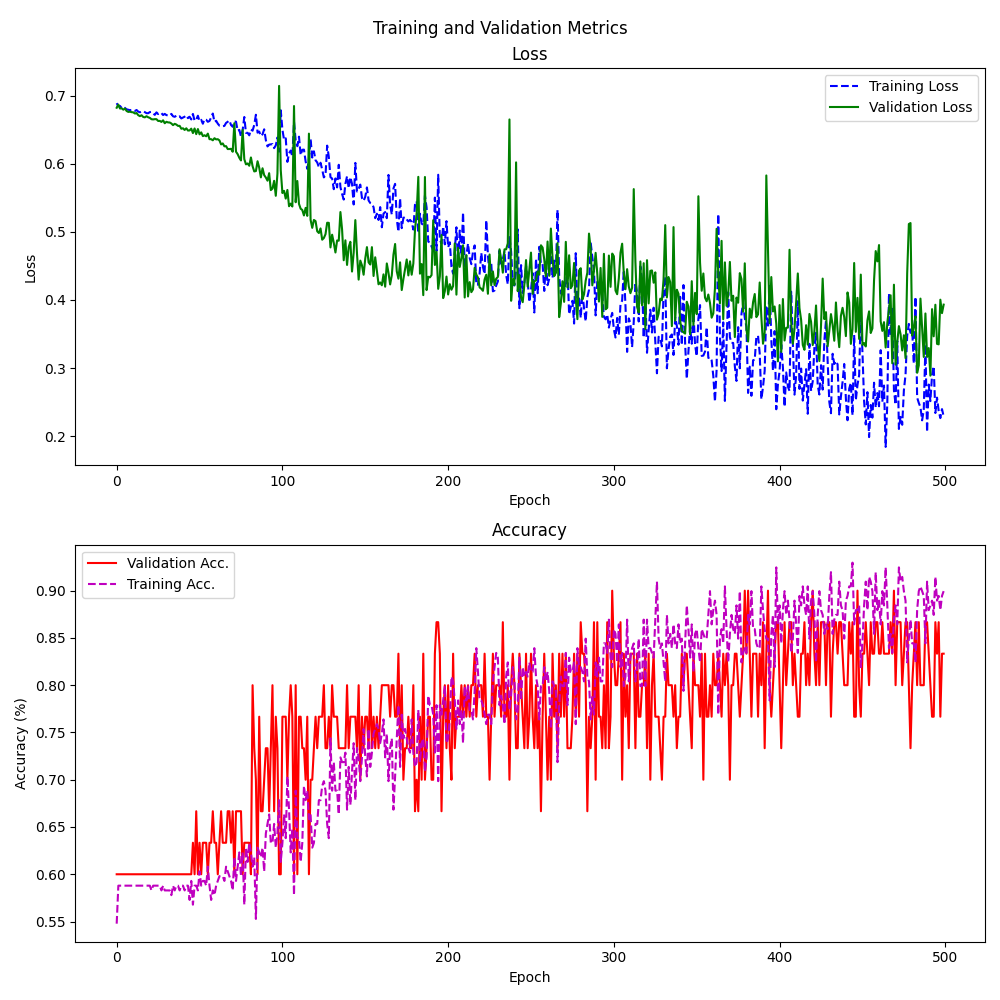 Training and Validation Metrics
Loss
Training Loss
Validation Loss
0.7
0.6
0.5
0.4
0.3
0.2
Loss
0 100 200 300 400 500
Epoch
Accuracy
Validation Acc.
Training Acc.
0.90
0.85
0.80
0.75
0.70
0.65
0.60
0.55
Accuracy (%)
0 100 200 300 400 500
Epoch